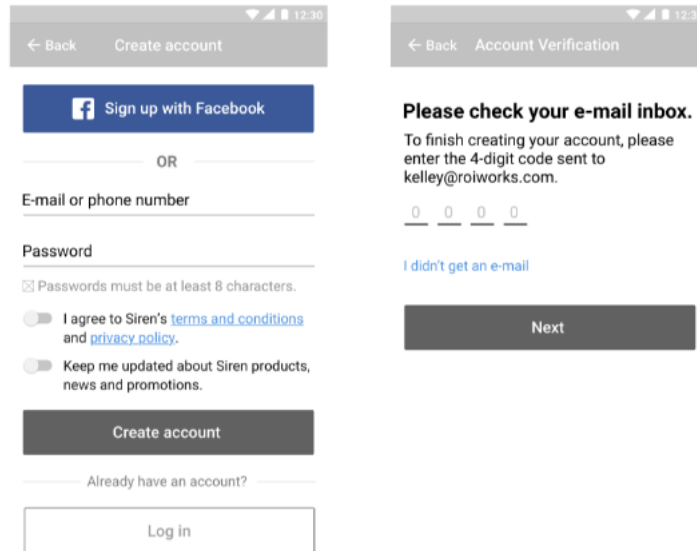 12:30
← Back Create account
Sign up with Facebook
OR
E-mail or phone number
Password
Passwords must be at least 8 characters.
I agree to Siren's terms and conditions
and privacy policy.
Keep me updated about Siren products,
news and promotions.
Create account
Already have an account?
Log in
12:3
← Back Account Verification
Please check your e-mail inbox.
To finish creating your account, please
enter the 4-digit code sent to
kelley@roiworks.com.
0 0 0 0
I didn't get an e-mail
Next